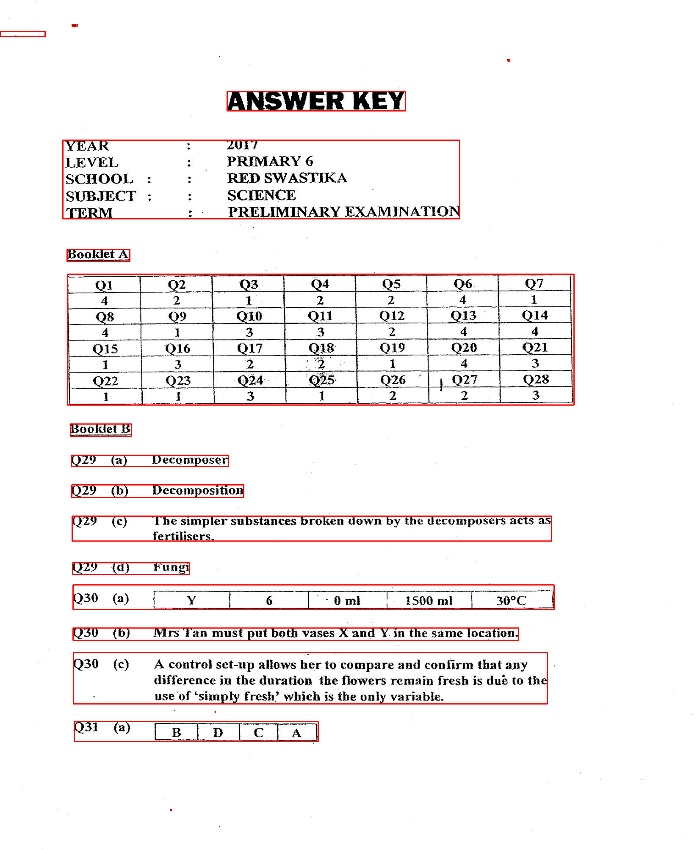 ANSWER KEY
YEAR : 2017
LEVEL : PRIMARY 6
SCHOOL : : RED SWASTIKA
SUBJECT : : SCIENCE
TERM : PRELIMINARY EXAMINATION
Booklet A
Q1 Q2 Q3 Q4 Q5 Q6 Q7
4 2 1 2 2 4 1
Q8 Q9 Q10 Q11 Q12 Q13 Q14
4 1 3 3 2 4 4
Q15 Q16 Q17 Q18 Q19 Q20 Q21
1 3 2 2 1 4 3
Q22 Q23 Q24 Q25 Q26 Q27 Q28
1 1 3 1 2 2 3
Booklet B
Q29 (a) Decomposer
Q29 (b) Decomposition
Q29 (c) The simpler substances broken down by the decomposers acts as
fertilisers.
Q29 (d) Fungi
Q30 (a) Y 6 0 ml 1500 ml 30°C
Q30 (b) Mrs Tan must put both vases X and Y in the same location.
Q30 (c) A control set-up allows her to compare and confirm that any
difference in the duration the flowers remain fresh is due to the
use of 'simply fresh' which is the only variable.
Q31 (a) B D C A